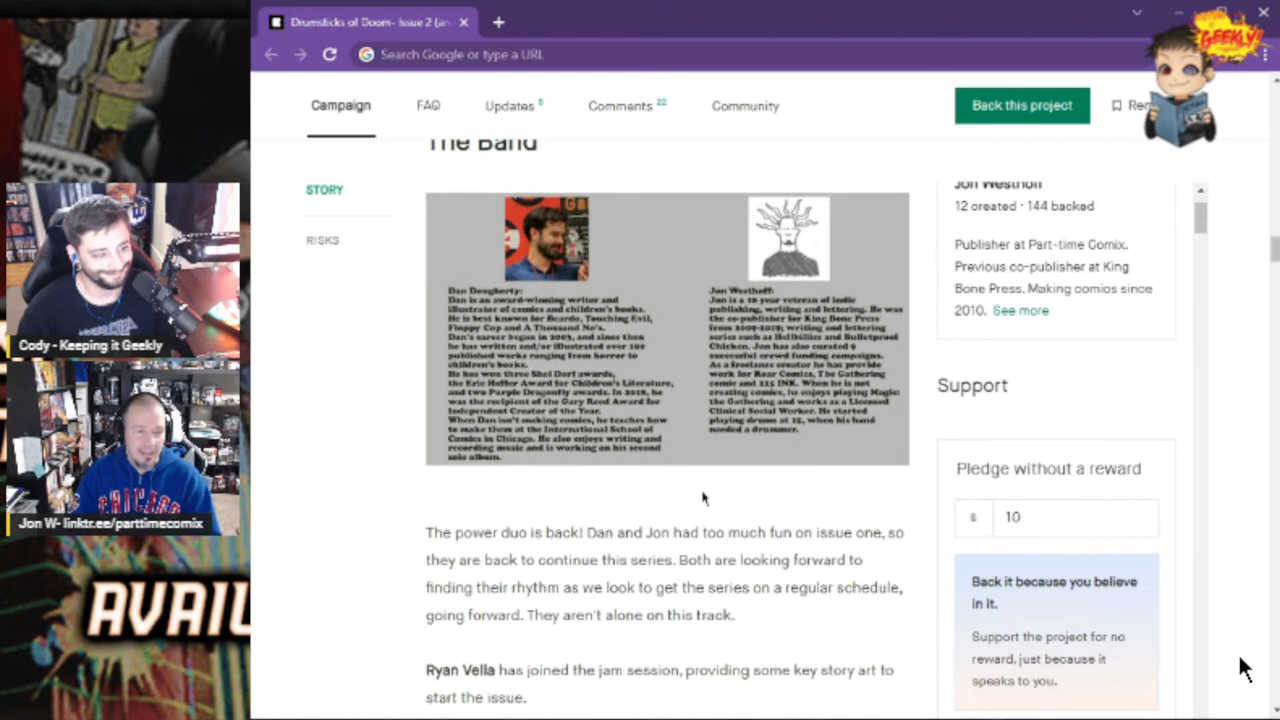 Drumsticks of Doom- Issue 2 (an
Search Google or type a URL
GEEKLY!
Campaign
FAQ
Updates 5
Comments 22
Community
Back this project
The Band
STORY
RISKS
Dan Dougherty:
Dan is an award-winning writer and
illustrator of comics and children's books.
He is best known for Beards, Touching Evil,
Floppy Cop and A Thousand No's.
Dan's career began in 2003, and since then
he has written and/or illustrated over 100
published works ranging from horror to
children's books.
He has won three Shel Dorf awards,
the Eric Hoffer Award for Children's Literature,
and two Purple Dragonfly awards. In 2018, he
was the recipient of the Gary Reed Award for
Independent Creator of the Year.
When Dan isn't making comics, he teaches how
to make them at the International School of
Comics in Chicago. He also enjoys writing and
recording music and is working on his second
solo album.
Jon Westhoff:
Jon is a 10 year veteran of indie
publishing, writing and lettering. He was
the co-publisher for King Bone Press
from 2009-2019; writing and lettering
series such as Hellbillies and Bulletproof
Chicken. Jon has also curated 9
successful crowd funding campaigns.
As a freelance creator he has provide
work for Roar Comics, The Gathering
comic and 215 INK. When he is not
creating comics, he enjoys playing Magic:
the Gathering and works as a Licensed
Clinical Social Worker. He started
playing drums at 15, when his band
needed a drummer.
The power duo is back! Dan and Jon had too much fun on issue one, so
they are back to continue this series. Both are looking forward to
finding their rhythm as we look to get the series on a regular schedule,
going forward. They aren't alone on this track.
Ryan Vella has joined the jam session, providing some key story art to
start the issue.
Jon Westhoff
12 created · 144 backed
Publisher at Part-time Comix.
Previous co-publisher at King
Bone Press. Making comics since
2010. See more
Support
Pledge without a reward
$ 10
Back it because you believe
in it.
Support the project for no
reward, just because it
speaks to you.
Cody - Keeping it Geekly
CHICAGO
Jon W- linktr.ee/parttimecomix
AVAIL